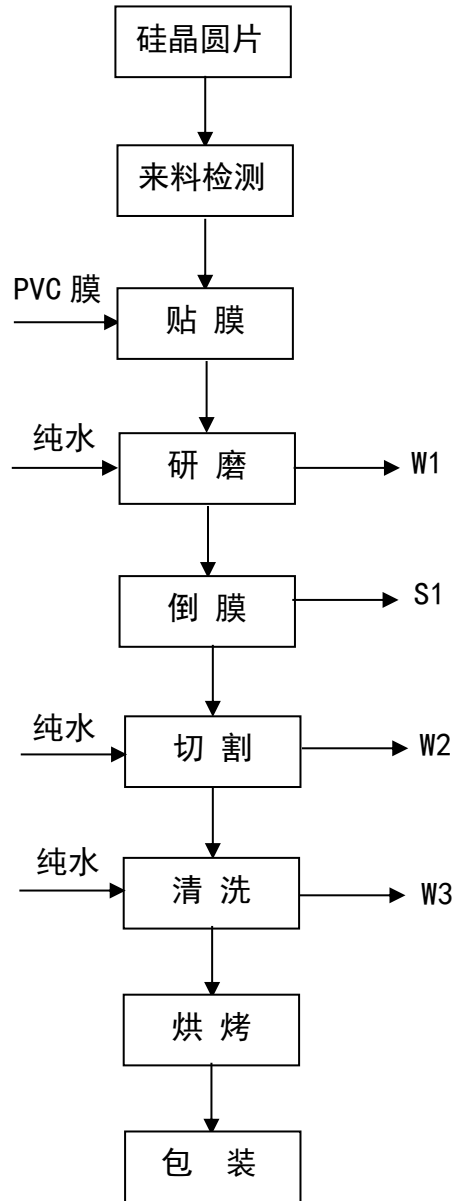 硅晶圆片
来料检测
PVC 膜
贴 膜
纯水
研 磨
W1
倒 膜
S1
纯水
切 割
W2
纯水
清 洗
W3
烘 烤
包 装